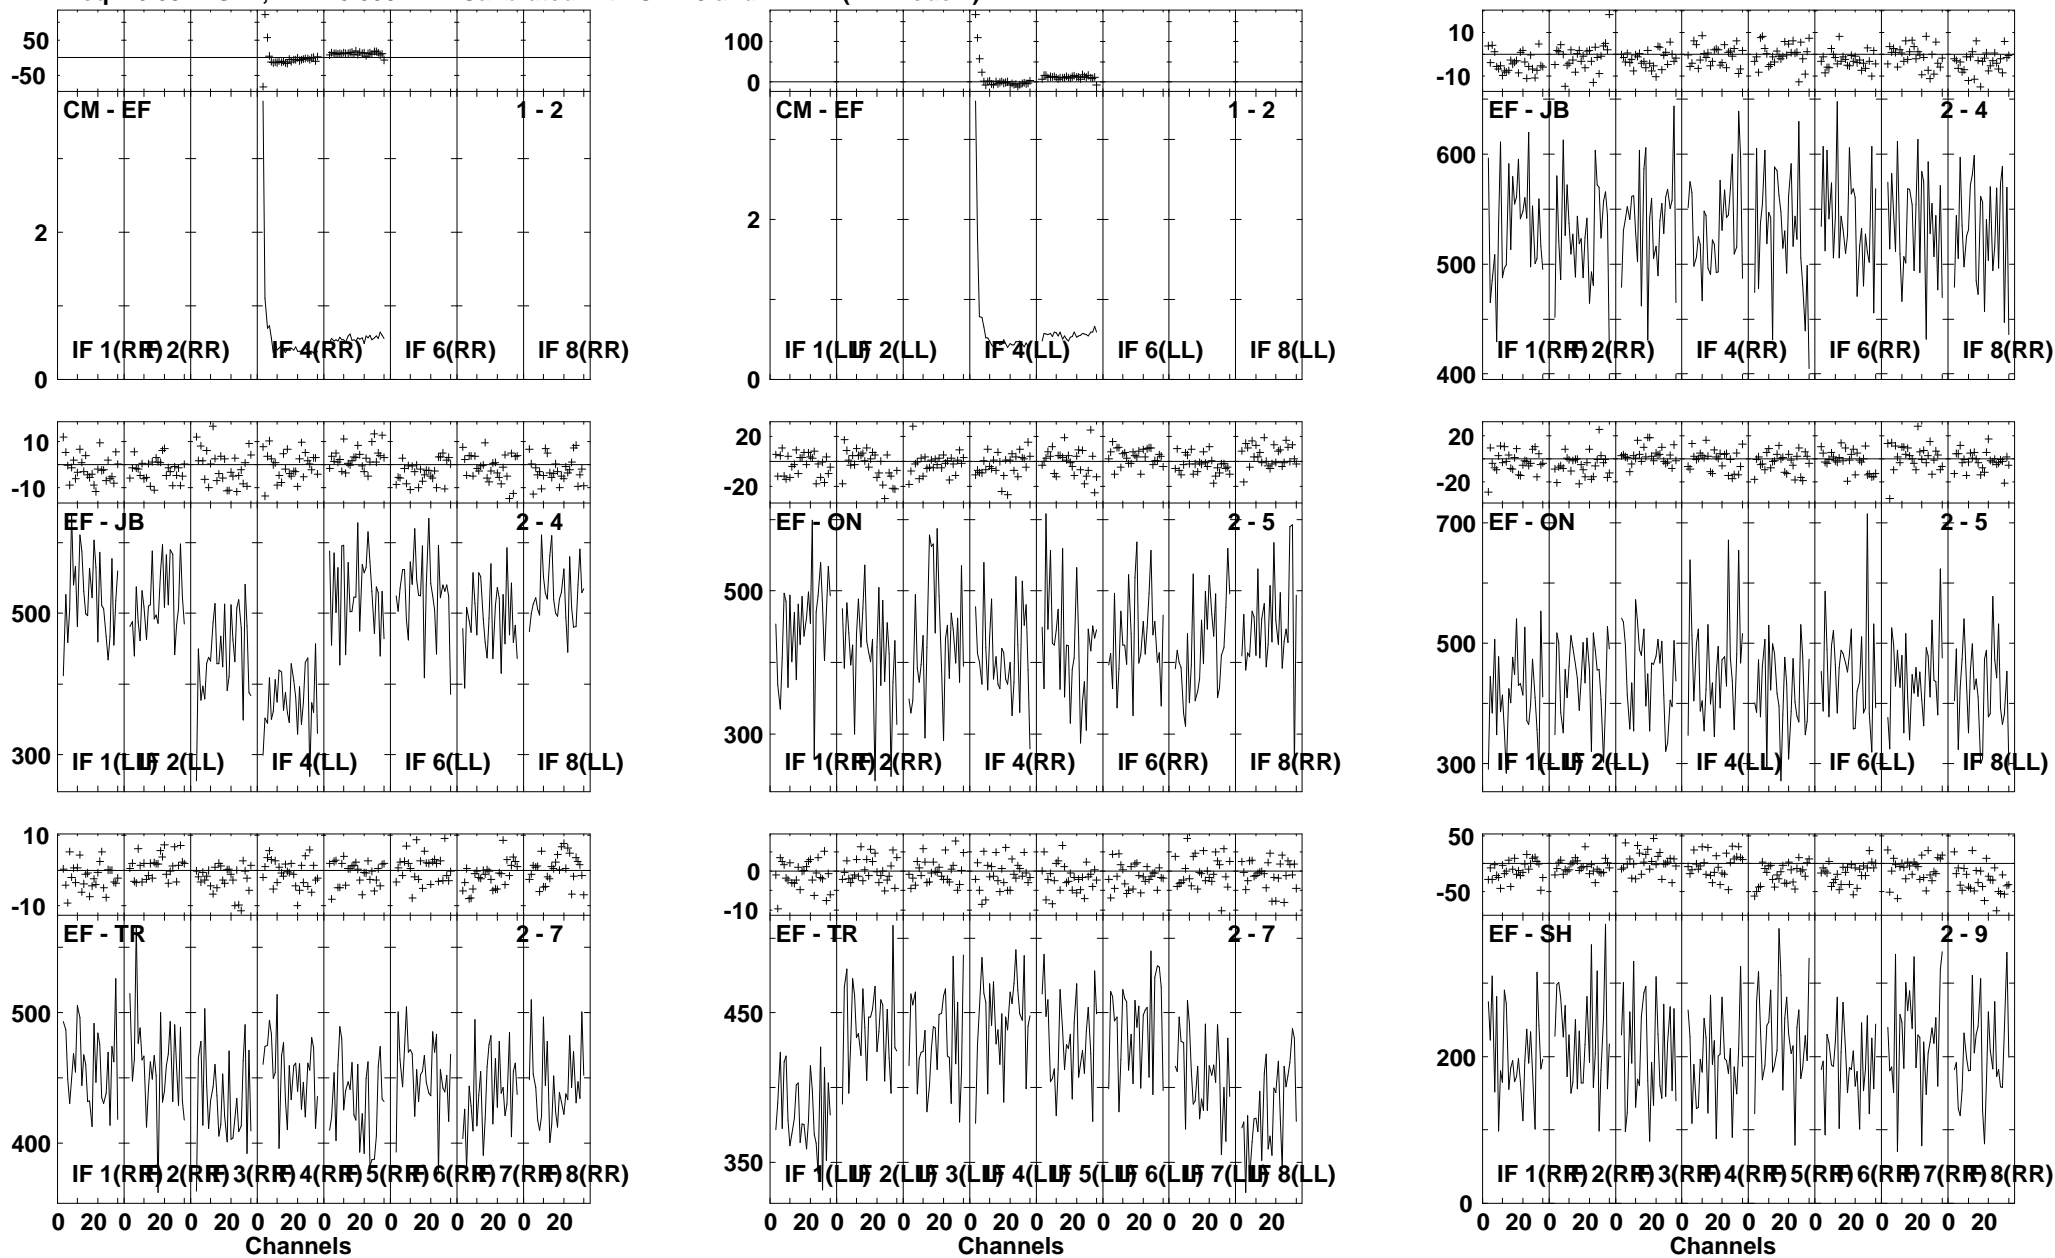 50
-50
CM - EF 1 - 2
2
0
IF 1(RR) IF 2(RR) IF 4(RR) IF 6(RR) IF 8(RR)
100
0
CM - EF 1 - 2
2
0
IF 1(LL) IF 2(LL) IF 4(LL) IF 6(LL) IF 8(LL)
10
-10
EF - JB 2 - 4
600
500
400
IF 1(RR) IF 2(RR) IF 4(RR) IF 6(RR) IF 8(RR)
10
-10
EF - JB 2 - 4
500
300
IF 1(LL) IF 2(LL) IF 4(LL) IF 6(LL) IF 8(LL)
20
-20
EF - ON 2 - 5
500
300
IF 1(RR) IF 2(RR) IF 4(RR) IF 6(RR) IF 8(RR)
20
-20
700
EF - ON 2 - 5
500
300
IF 1(LL) IF 2(LL) IF 4(LL) IF 6(LL) IF 8(LL)
10
-10
EF - TR 2 - 7
500
400
IF 1(RR) IF 2(RR) IF 3(RR) IF 4(RR) IF 5(RR) IF 6(RR) IF 7(RR) IF 8(RR)
0 20 0 20 0 20 0 20 0 20 0 20 0 20 0 20
Channels
10
0
-10
EF - TR 2 - 7
450
350
IF 1(LL) IF 2(LL) IF 3(LL) IF 4(LL) IF 5(LL) IF 6(LL) IF 7(LL) IF 8(LL)
0 20 0 20 0 20 0 20 0 20 0 20 0 20 0 20
Channels
50
-50
EF - SH 2 - 9
200
0
IF 1(RR) IF 2(RR) IF 3(RR) IF 4(RR) IF 5(RR) IF 6(RR) IF 7(RR) IF 8(RR)
0 20 0 20 0 20 0 20 0 20 0 20 0 20 0 20
Channels